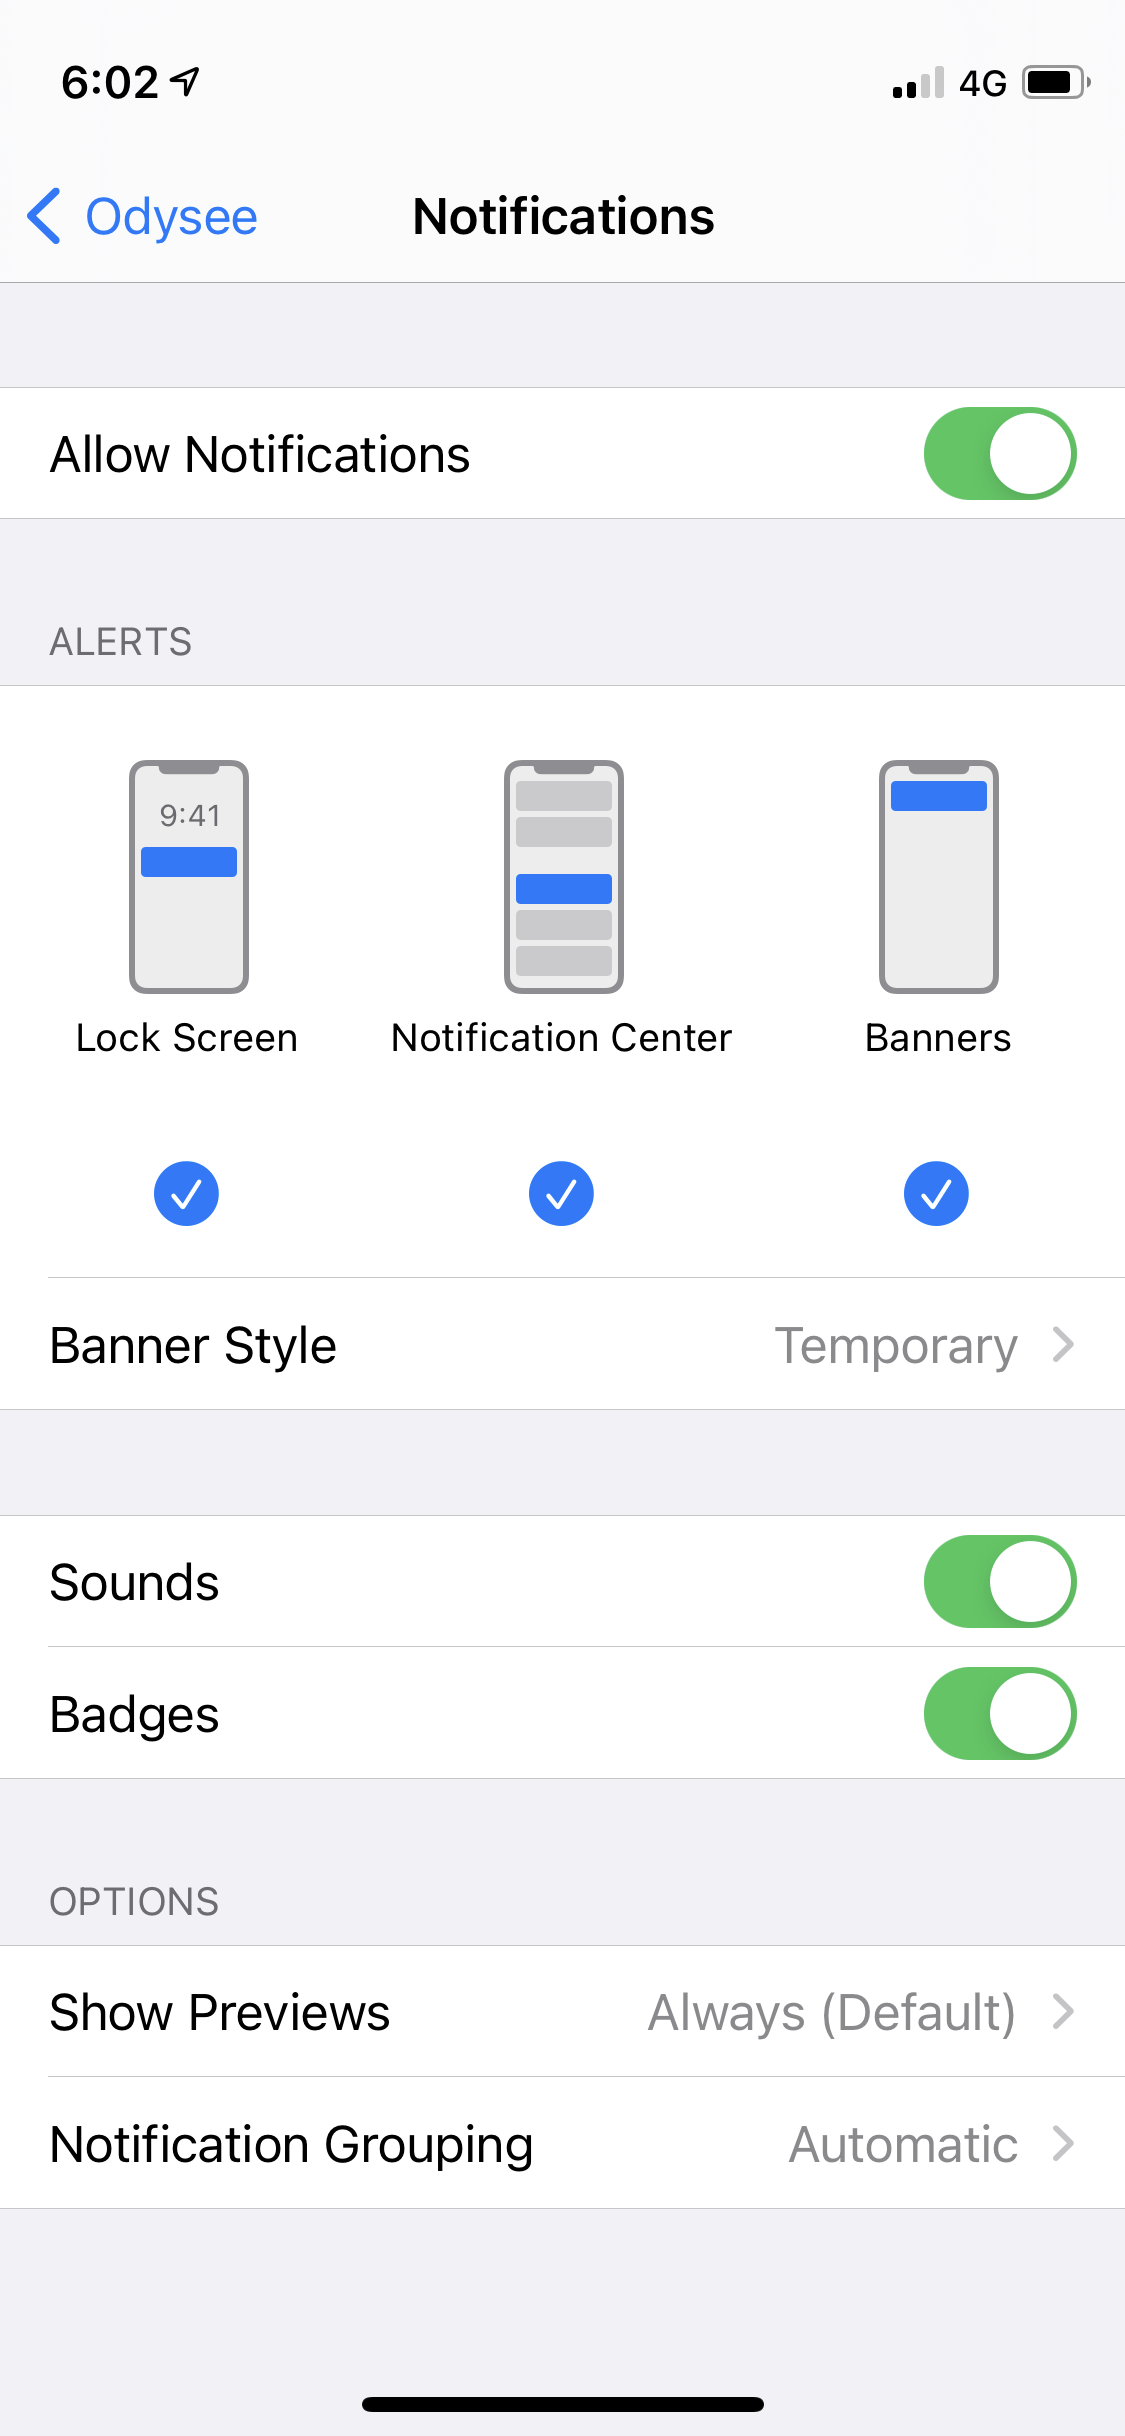 6:02 4G
Odysee Notifications
Allow Notifications
ALERTS
9:41
Lock Screen Notification Center Banners
Banner Style Temporary
Sounds
Badges
OPTIONS
Show Previews Always (Default)
Notification Grouping Automatic